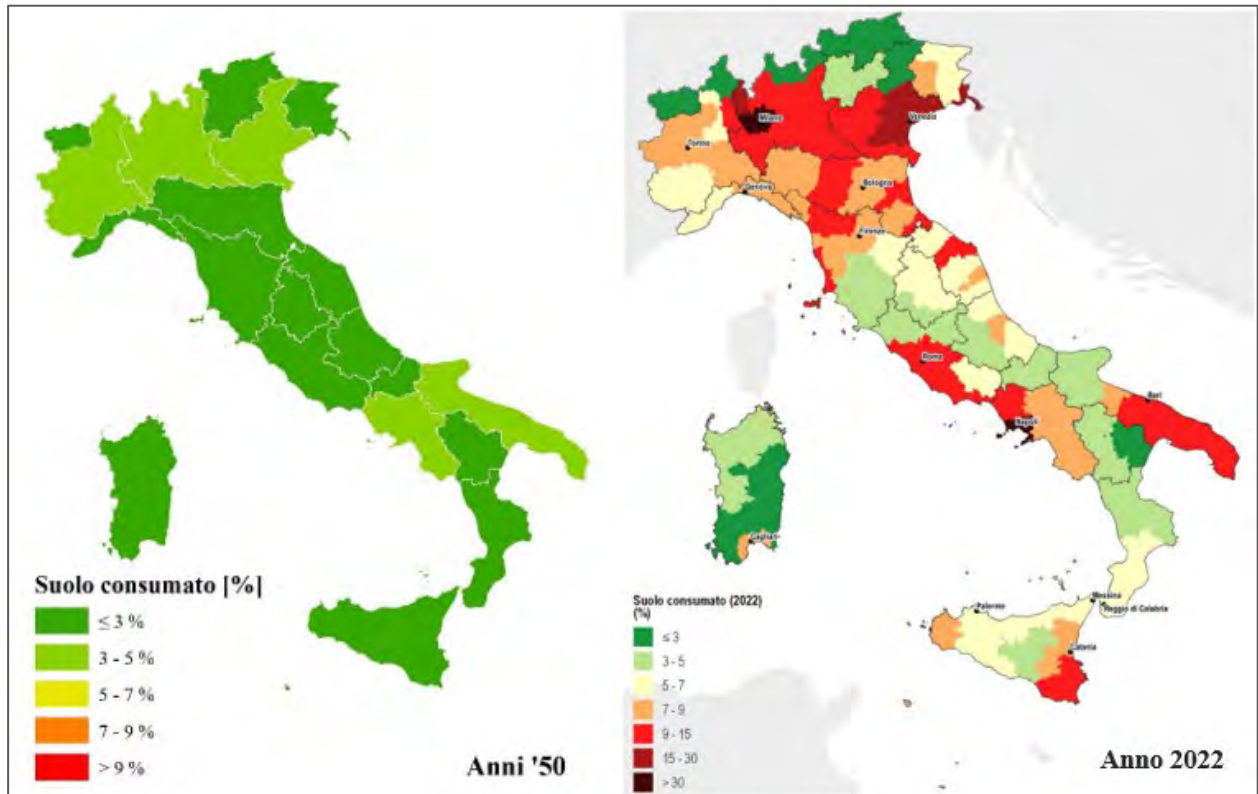 Suolo consumato [%]
≤ 3 %
3 - 5 %
5 - 7 %
7 - 9 %
> 9 %
Anni '50
Milano
Venezia
Torino
Genova
Bologna
Firenze
Roma
Bari
Napoli
Cagliari
Messina
Palermo
Reggio di Calabria
Catania
Suolo consumato (2022)
(%)
≤ 3
3 - 5
5 - 7
7 - 9
9 - 15
15 - 30
> 30
Anno 2022